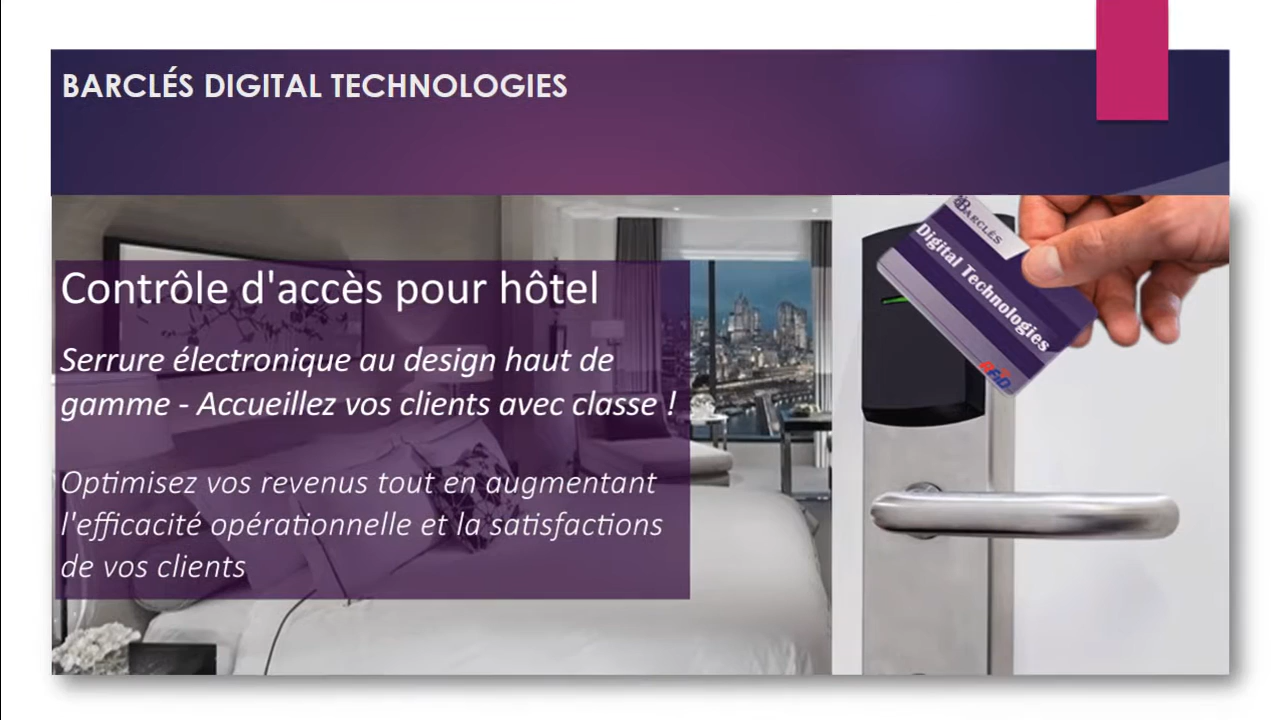 BARCLÉS DIGITAL TECHNOLOGIES
BARCLÉS
Digital Technologies
RFID
Contrôle d'accès pour hôtel
Serrure électronique au design haut de
gamme - Accueillez vos clients avec classe !
Optimisez vos revenus tout en augmentant
l'efficacité opérationnelle et la satisfactions
de vos clients